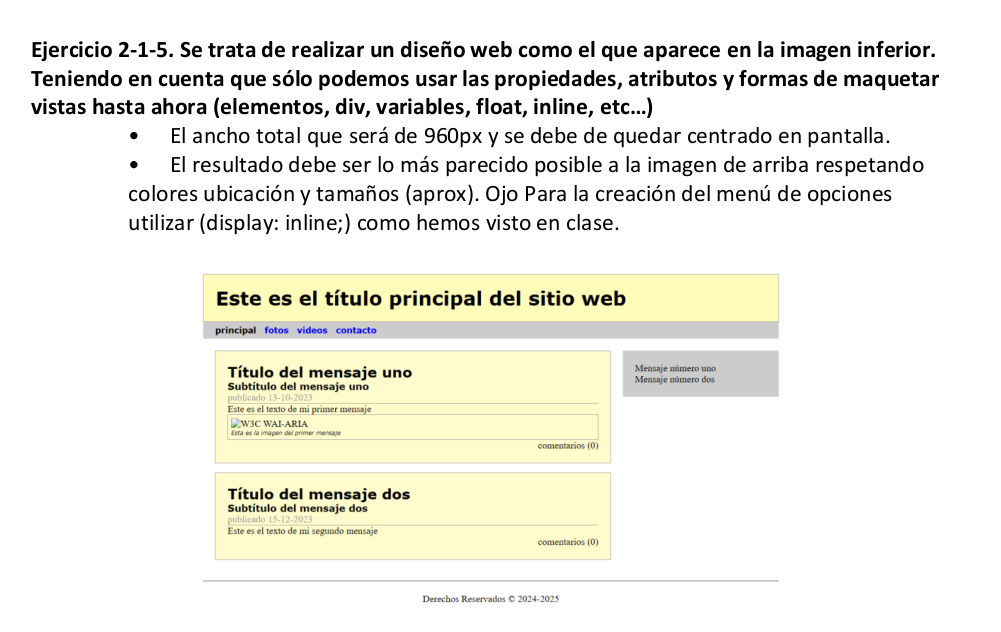 Ejercicio 2-1-5. Se trata de realizar un diseño web como el que aparece en la imagen inferior.
Teniendo en cuenta que sólo podemos usar las propiedades, atributos y formas de maquetar
vistas hasta ahora (elementos, div, variables, float, inline, etc…)
• El ancho total que será de 960px y se debe de quedar centrado en pantalla.
• El resultado debe ser lo más parecido posible a la imagen de arriba respetando
colores ubicación y tamaños (aprox). Ojo Para la creación del menú de opciones
utilizar (display: inline;) como hemos visto en clase.
Este es el título principal del sitio web
principal fotos videos contacto
Título del mensaje uno
Subtítulo del mensaje uno
publicado 13-10-2023
Este es el texto de mi primer mensaje
W3C WAI-ARIA
Esta es la imagen del primer mensaje
comentarios (0)
Título del mensaje dos
Subtítulo del mensaje dos
publicado 15-12-2023
Este es el texto de mi segundo mensaje
comentarios (0)
Mensaje número uno
Mensaje número dos
Derechos Reservados © 2024-2025